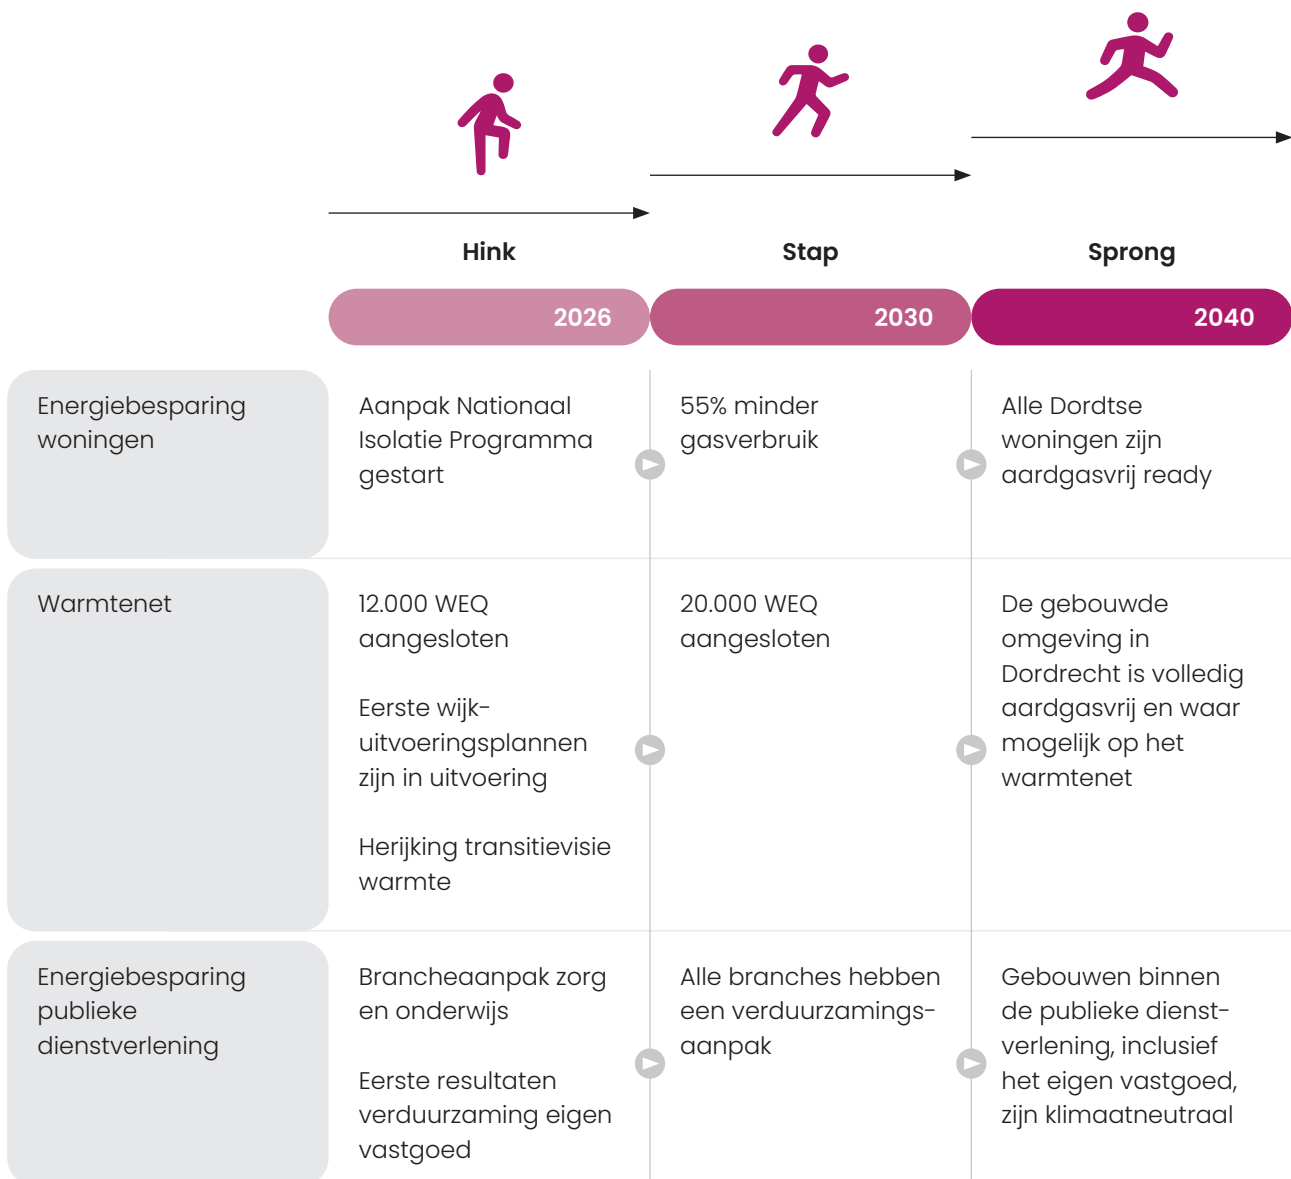 Hink
Stap
Sprong
2026
2030
2040
Energiebesparing
woningen
Aanpak Nationaal
Isolatie Programma
gestart
55% minder
gasverbruik
Alle Dordtse
woningen zijn
aardgasvrij ready
Warmtenet
12.000 WEQ
aangesloten
Eerste wijk-
uitvoeringsplannen
zijn in uitvoering
Herijking transitievisie
warmte
20.000 WEQ
aangesloten
De gebouwde
omgeving in
Dordrecht is volledig
aardgasvrij en waar
mogelijk op het
warmtenet
Energiebesparing
publieke
dienstverlening
Brancheaanpak zorg
en onderwijs
Eerste resultaten
verduurzaming eigen
vastgoed
Alle branches hebben
een verduurzamings-
aanpak
Gebouwen binnen
de publieke dienst-
verlening, inclusief
het eigen vastgoed,
zijn klimaatneutraal